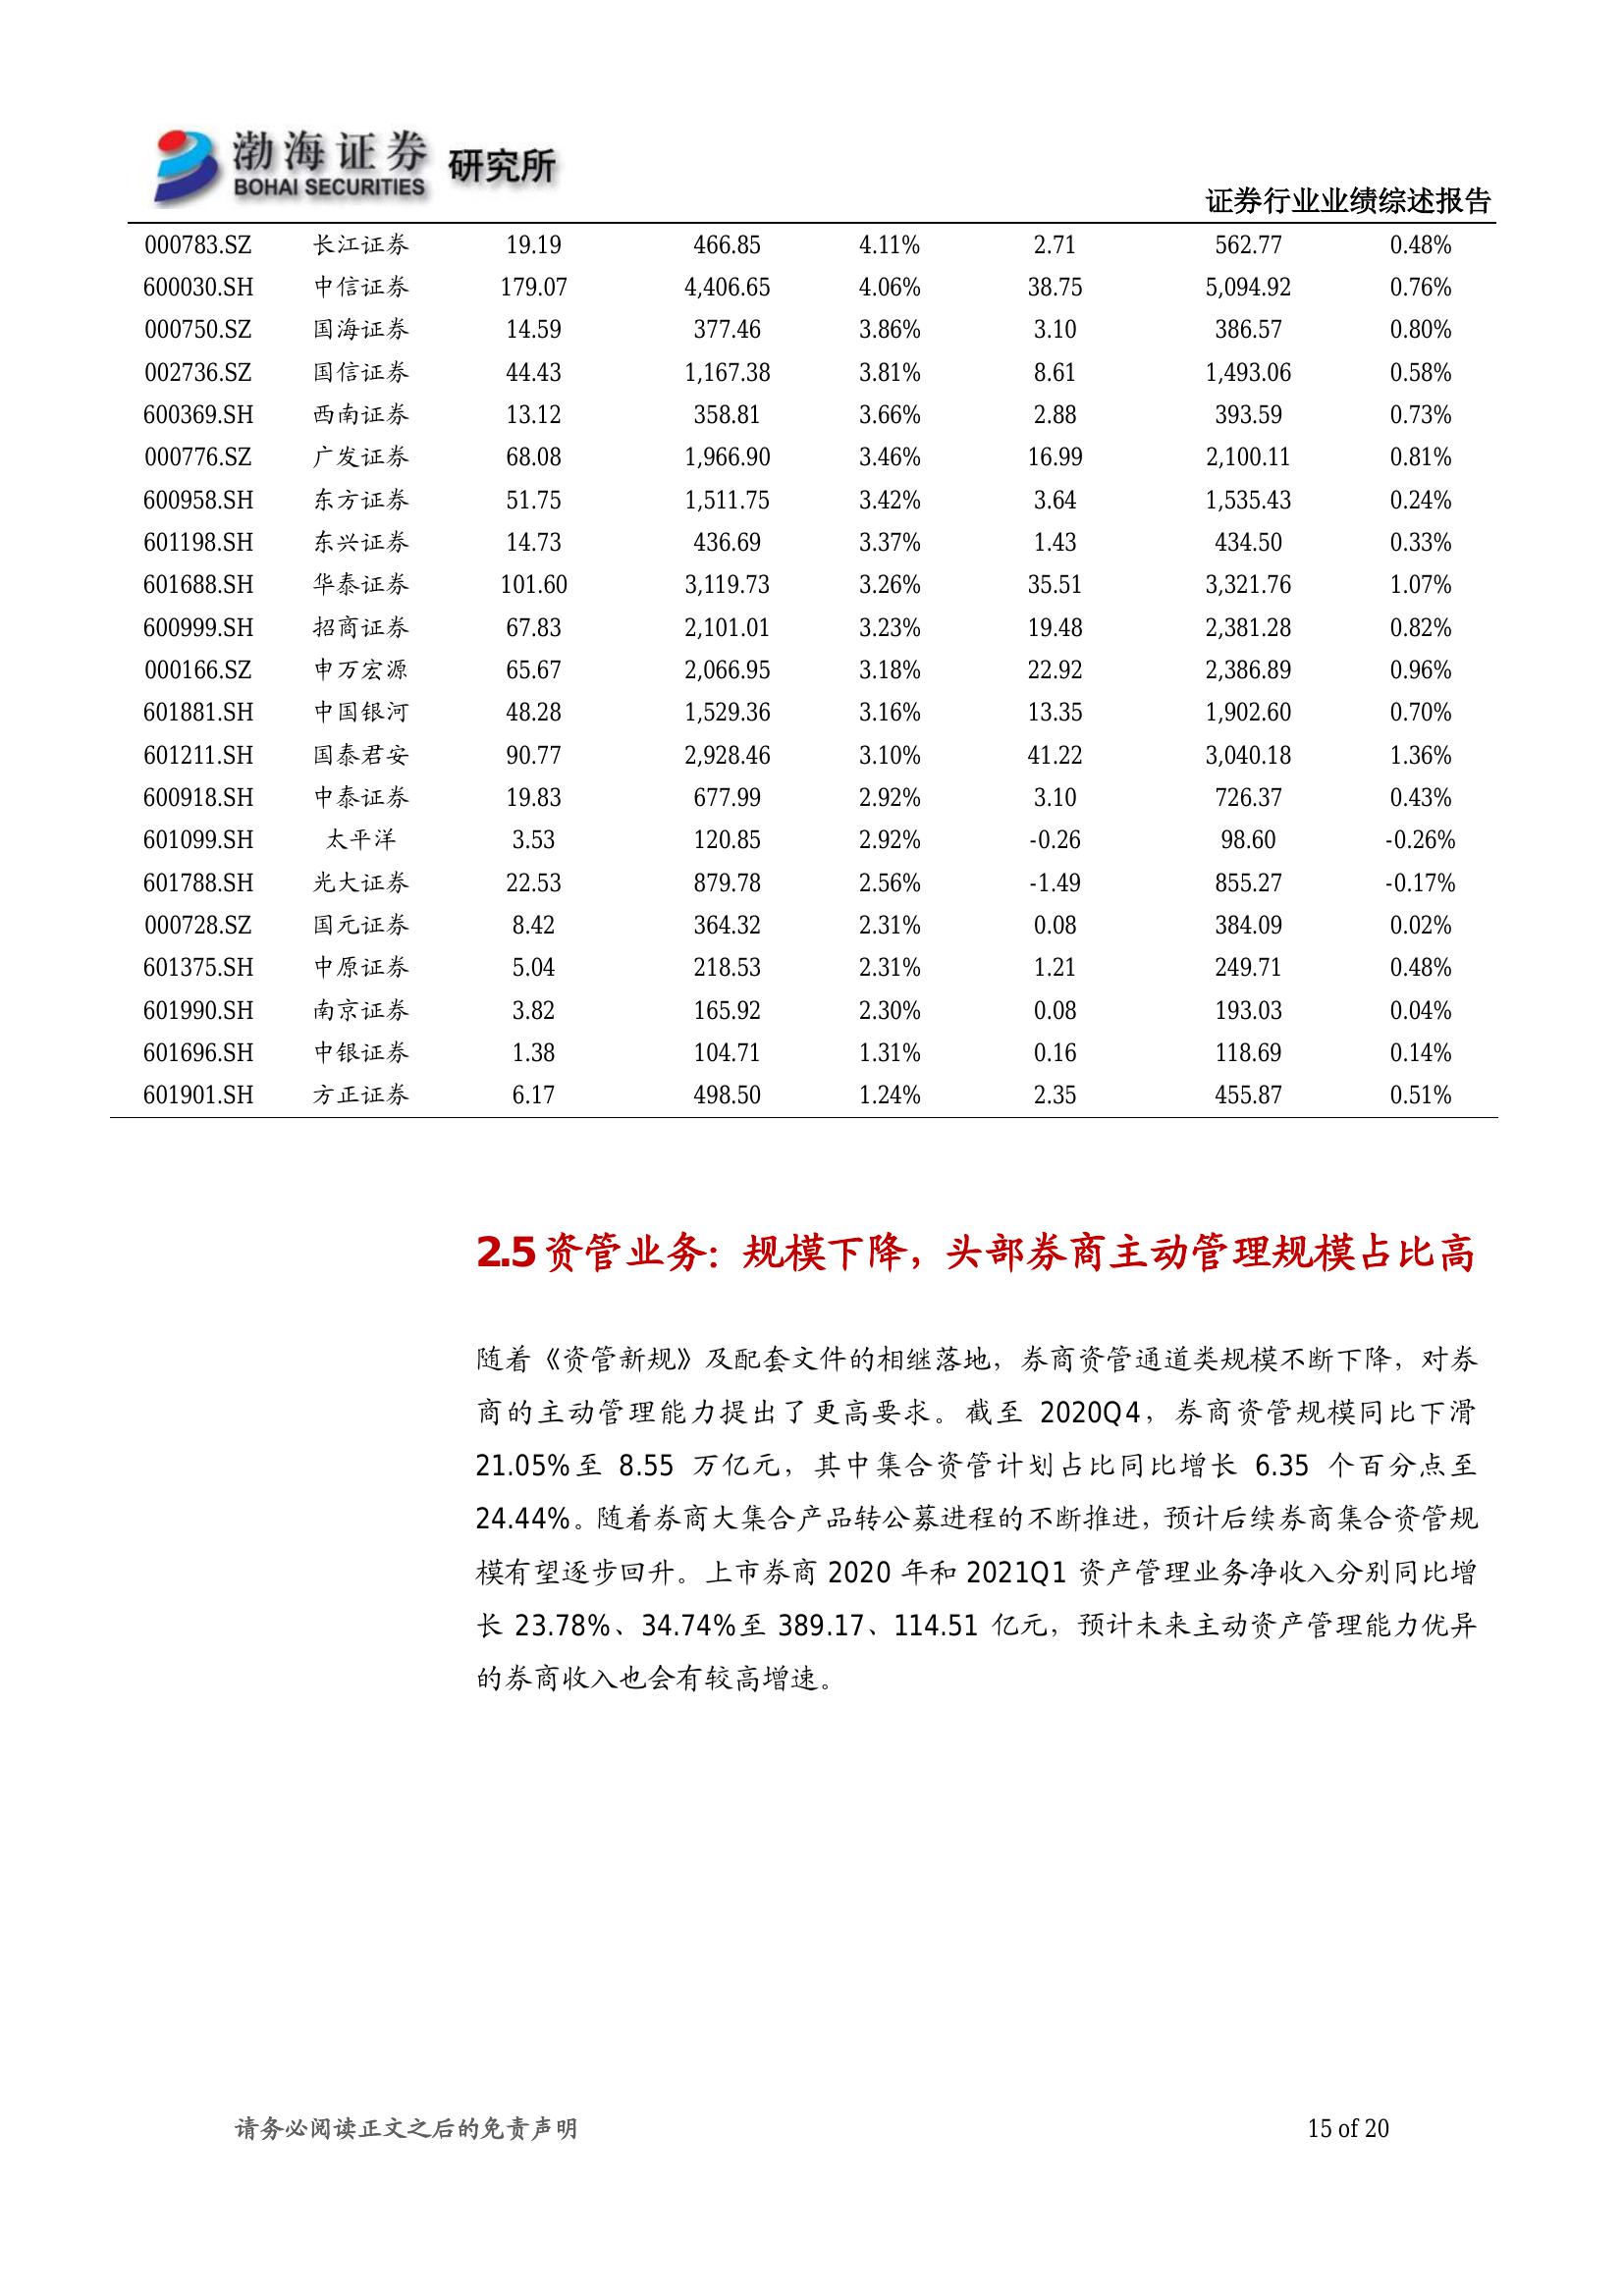 渤海证券 研究所
BOHAI SECURITIES
证券行业业绩综述报告
000783.SZ 长江证券 19.19 466.85 4.11% 2.71 562.77 0.48%
600030.SH 中信证券 179.07 4,406.65 4.06% 38.75 5,094.92 0.76%
000750.SZ 国海证券 14.59 377.46 3.86% 3.10 386.57 0.80%
002736.SZ 国信证券 44.43 1,167.38 3.81% 8.61 1,493.06 0.58%
600369.SH 西南证券 13.12 358.81 3.66% 2.88 393.59 0.73%
000776.SZ 广发证券 68.08 1,966.90 3.46% 16.99 2,100.11 0.81%
600958.SH 东方证券 51.75 1,511.75 3.42% 3.64 1,535.43 0.24%
601198.SH 东兴证券 14.73 436.69 3.37% 1.43 434.50 0.33%
601688.SH 华泰证券 101.60 3,119.73 3.26% 35.51 3,321.76 1.07%
600999.SH 招商证券 67.83 2,101.01 3.23% 19.48 2,381.28 0.82%
000166.SZ 申万宏源 65.67 2,066.95 3.18% 22.92 2,386.89 0.96%
601881.SH 中国银河 48.28 1,529.36 3.16% 13.35 1,902.60 0.70%
601211.SH 国泰君安 90.77 2,928.46 3.10% 41.22 3,040.18 1.36%
600918.SH 中泰证券 19.83 677.99 2.92% 3.10 726.37 0.43%
601099.SH 太平洋 3.53 120.85 2.92% -0.26 98.60 -0.26%
601788.SH 光大证券 22.53 879.78 2.56% -1.49 855.27 -0.17%
000728.SZ 国元证券 8.42 364.32 2.31% 0.08 384.09 0.02%
601375.SH 中原证券 5.04 218.53 2.31% 1.21 249.71 0.48%
601990.SH 南京证券 3.82 165.92 2.30% 0.08 193.03 0.04%
601696.SH 中银证券 1.38 104.71 1.31% 0.16 118.69 0.14%
601901.SH 方正证券 6.17 498.50 1.24% 2.35 455.87 0.51%
2.5 资管业务：规模下降，头部券商主动管理规模占比高
随着《资管新规》及配套文件的相继落地，券商资管通道类规模不断下降，对券
商的主动管理能力提出了更高要求。截至 2020Q4，券商资管规模同比下滑
21.05%至 8.55 万亿元，其中集合资管计划占比同比增长 6.35 个百分点至
24.44%。随着券商大集合产品转公募进程的不断推进，预计后续券商集合资管规
模有望逐步回升。上市券商 2020 年和 2021Q1 资产管理业务净收入分别同比增
长 23.78%、34.74%至 389.17、114.51 亿元，预计未来主动资产管理能力优异
的券商收入也会有较高增速。
请务必阅读正文之后的免责声明 15 of 20